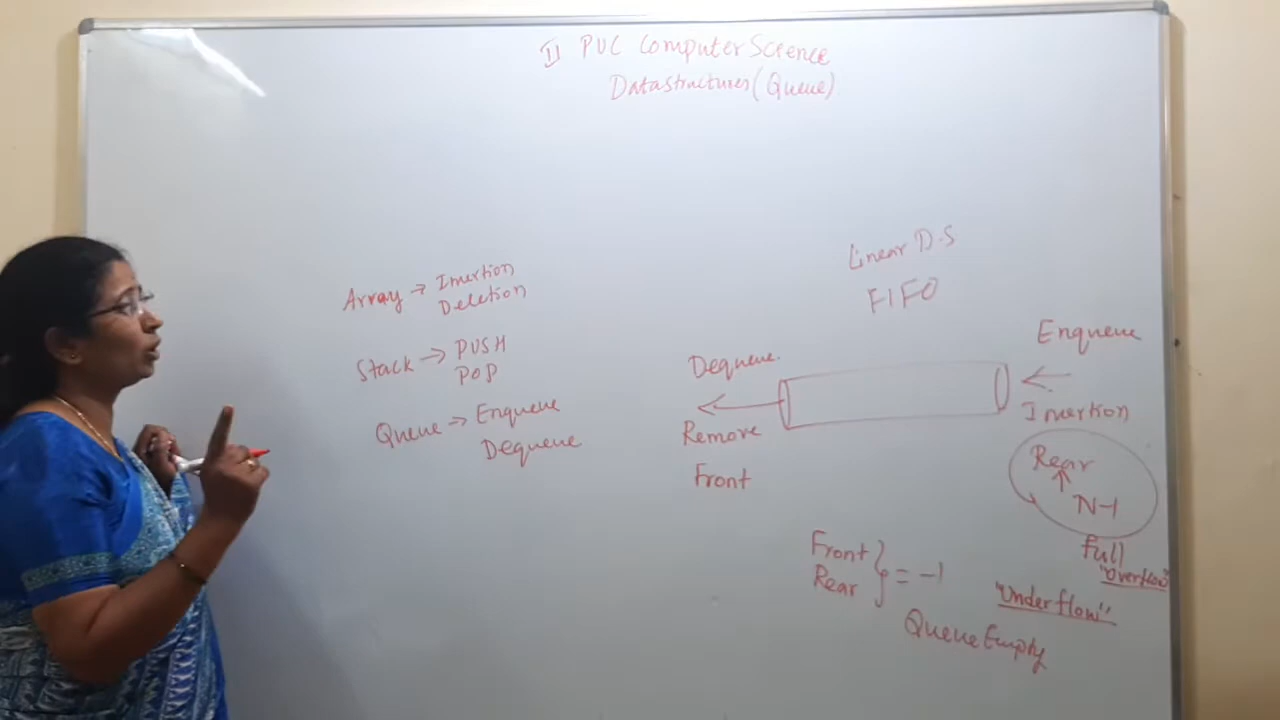 II PUC Computer Science
Datastructures (Queue)
Linear D.S
FIFO
Array → Insertion
Deletion
Stack → PUSH
POP
Queue → Enqueue
Dequeue
Dequeue.
Remove
Front
Enqueue
Insertion
Rear
N-1
full
"Overflow"
Front
Rear
= -1
"Underflow"
Queue Empty